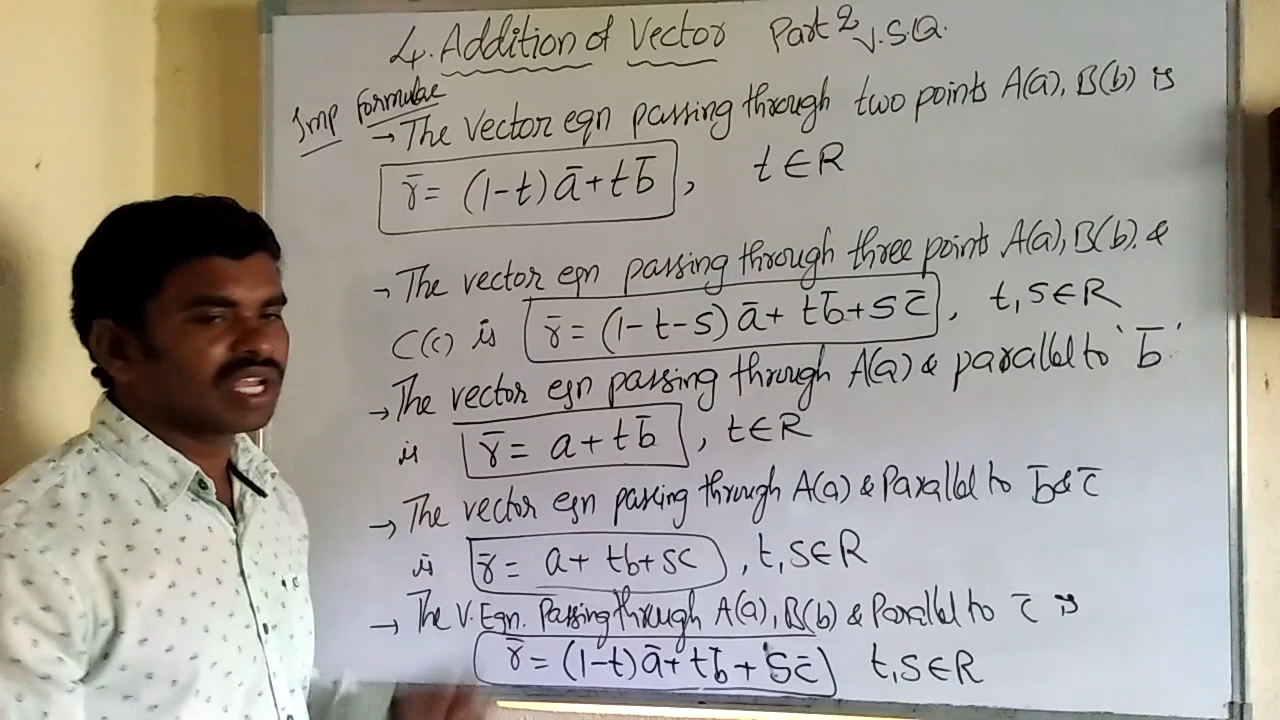 4. Addition of Vector Part 2 V.S.Q.
Imp Formulae
→ The vector eqn passing through two points A(a), B(b) is
r̄ = (1-t) ā + t b̄ , t ∈ R
→ The vector eqn passing through three points A(a), B(b), &
C(c) is r̄ = (1-t-s) ā + t b̄ + s c̄ , t, s ∈ R
→ The vector eqn passing through A(a) & parallel to ' b̄ '
is r̄ = a + t b̄ , t ∈ R
→ The vector eqn passing through A(a) & Parallel to b̄ & c̄
is r̄ = a + tb + sc , t, s ∈ R
→ The V. Eqn. Passing through A(a), B(b) & Parallel to c̄ is
r̄ = (1-t) ā + t b̄ + s c̄ t, s ∈ R